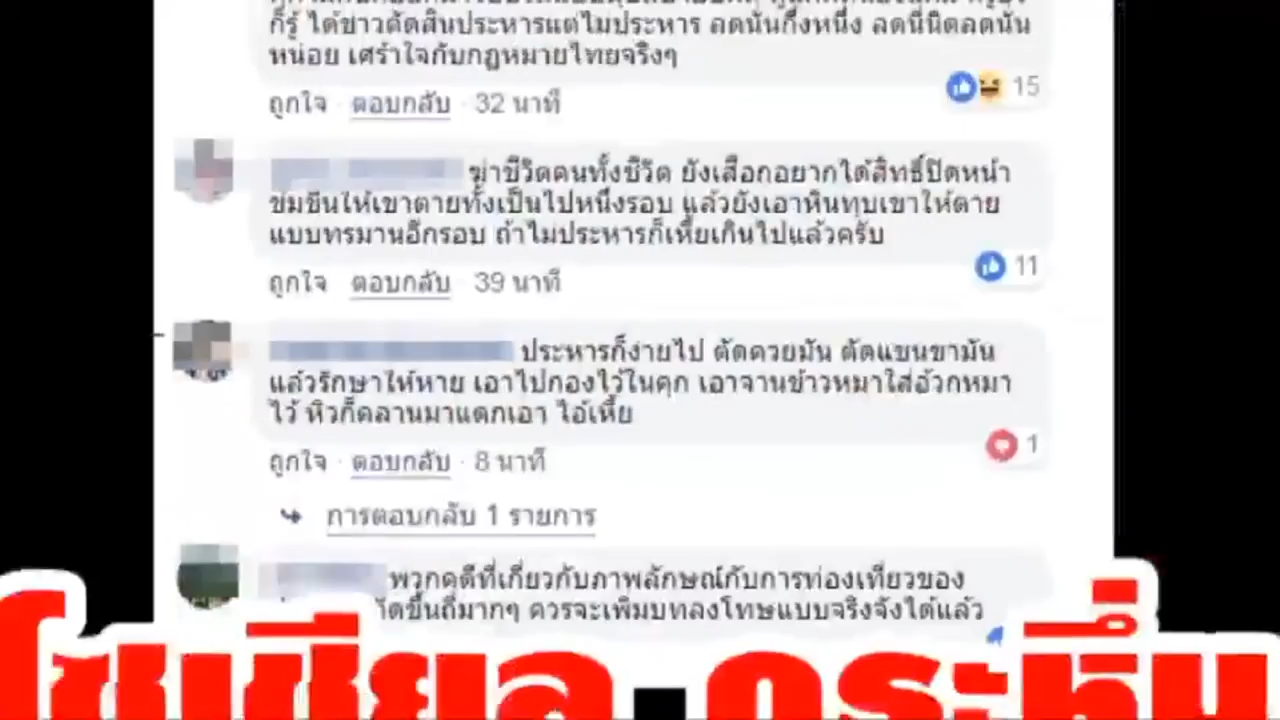 ก็รู้ ได้ข่าวตัดสินประหารแต่ไม่ประหาร ลดนั่นกึ่งหนึ่ง ลดนี่นิดลดนั่น
หน่อย เศร้าใจกับกฎหมายไทยจริงๆ
ถูกใจ · ตอบกลับ · 32 นาที
15
ฆ่าชีวิตคนทั้งชีวิต ยังเสือกอยากได้สิทธิ์ปิดหน้า
ข่มขืนให้เขาตายทั้งเป็นไปหนึ่งรอบ แล้วยังเอาหินทุบเขาให้ตาย
แบบทรมานอีกรอบ ถ้าไม่ประหารก็เหี้ยเกินไปแล้วครับ
ถูกใจ · ตอบกลับ · 39 นาที
11
ประหารก็ง่ายไป ตัดควยมัน ตัดแขนขามัน
แล้วรักษาให้หาย เอาไปกองไว้ในคุก เอาจานข้าวหมาใส่อ้วกหมา
ไว้ หิวก็คลานมาแดกเอา ไอ้เหี้ย
ถูกใจ · ตอบกลับ · 8 นาที
1
การตอบกลับ 1 รายการ
พวกคดีที่เกี่ยวกับภาพลักษณ์กับการท่องเที่ยวของ
เกิดขึ้นถี่มากๆ ควรจะเพิ่มบทลงโทษแบบจริงจังได้แล้ว
โซเชียล กระหึ่ม